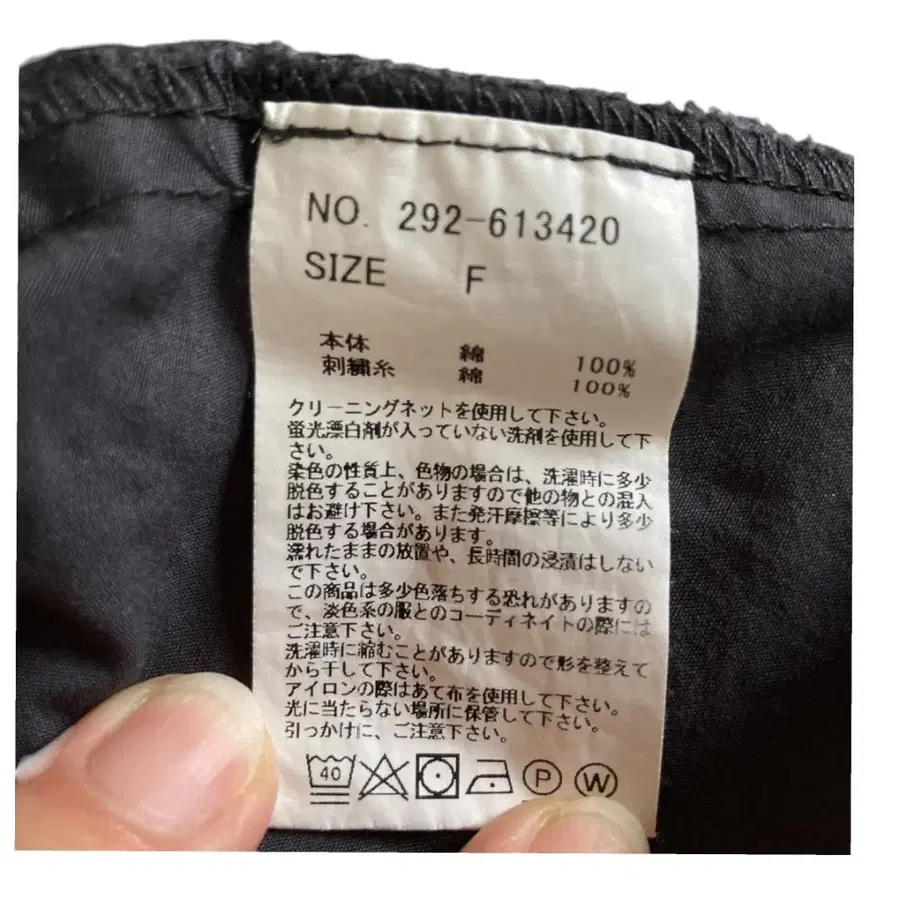 NO. 292-613420
SIZE F
本体 綿 100%
刺繍糸 綿 100%
クリーニングネットを使用して下さい。
蛍光漂白剤が入っていない洗剤を使用して下
さい。
染色の性質上、色物の場合は、洗濯時に多少
脱色することがありますので他の物との混入
はお避け下さい。また発汗摩擦等により多少
脱色する場合があります。
濡れたままの放置や、長時間の浸漬はしない
で下さい。
この商品は多少色落ちする恐れがありますの
で、淡色系の服とのコーディネイトの際には
ご注意下さい。
洗濯時に縮むことがありますので形を整えて
から干して下さい。
アイロンの際はあて布を使用して下さい。
光に当たらない場所に保管して下さい。
引っかけに、ご注意下さい。
40 P W